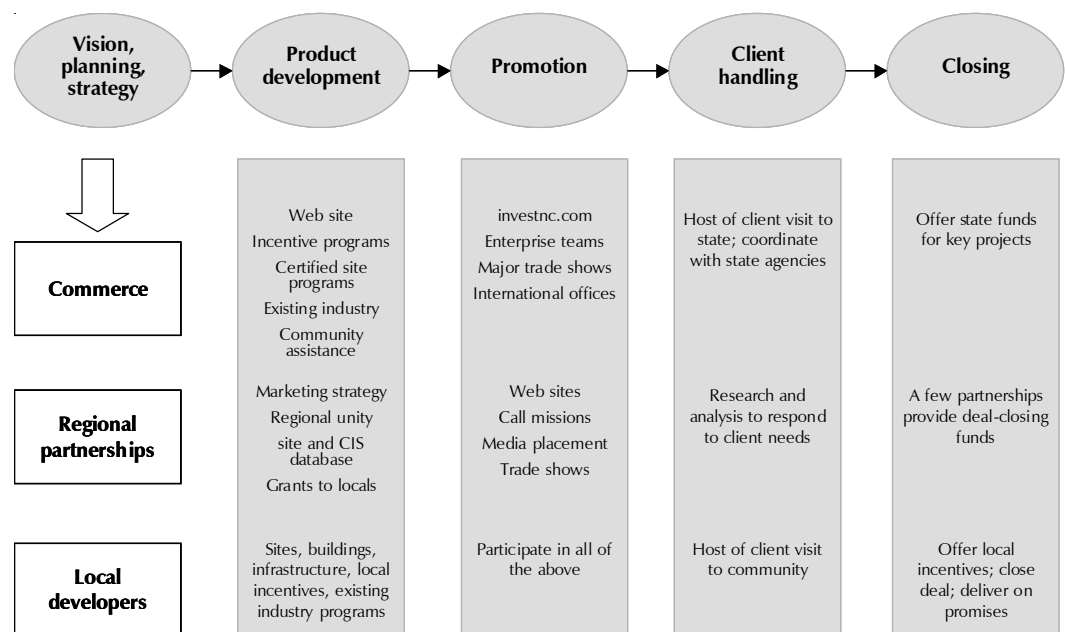 Vision,
planning,
strategy
Product
development
Promotion
Client
handling
Closing
Commerce
Web site
Incentive programs
Certified site
programs
Existing industry
Community
assistance
investnc.com
Enterprise teams
Major trade shows
International offices
Host of client visit to
state; coordinate
with state agencies
Offer state funds
for key projects
Regional
partnerships
Marketing strategy
Regional unity
site and CIS
database
Grants to locals
Web sites
Call missions
Media placement
Trade shows
Research and
analysis to respond
to client needs
A few partnerships
provide deal-closing
funds
Local
developers
Sites, buildings,
infrastructure, local
incentives, existing
industry programs
Participate in all of
the above
Host of client visit
to community
Offer local
incentives; close
deal; deliver on
promises